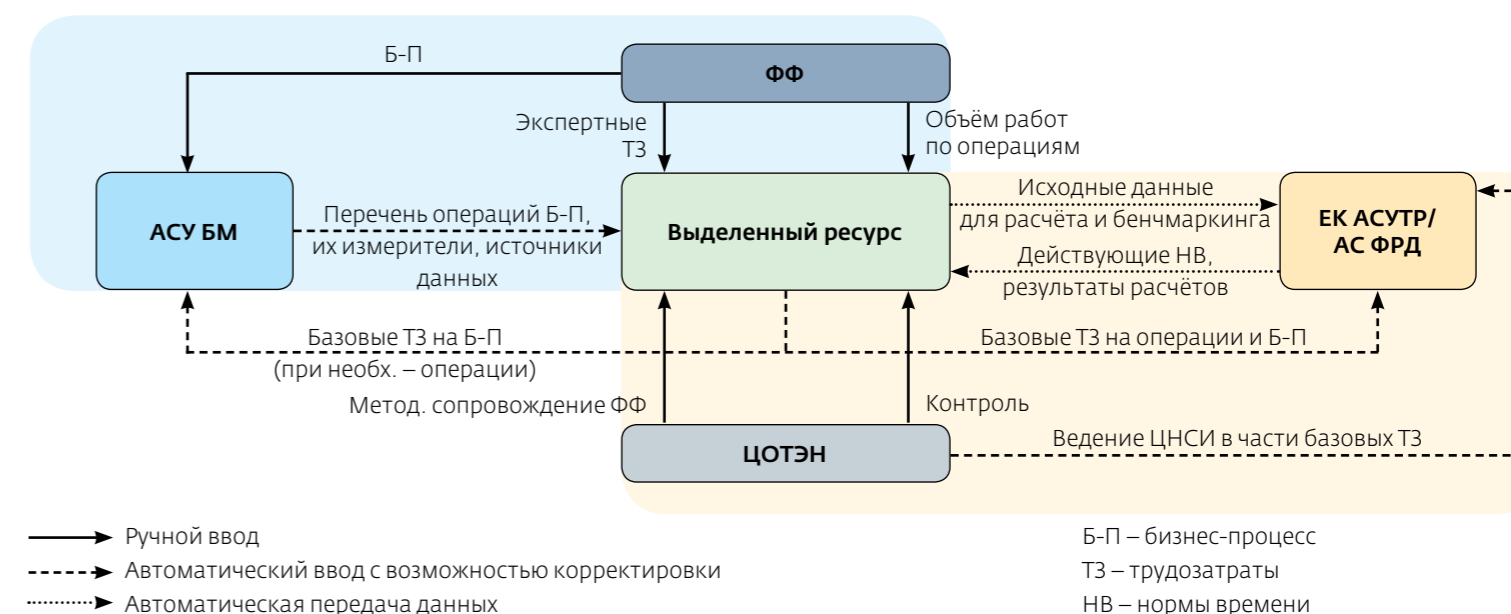 Б-П
ФФ
Экспертные
ТЗ
Объём работ
по операциям
АСУ БМ
Перечень операций Б-П,
их измерители, источники
данных
Выделенный ресурс
Исходные данные
для расчёта и бенчмаркинга
Действующие НВ,
результаты расчётов
ЕК АСУТР/
АС ФРД
Базовые ТЗ на Б-П
(при необх. – операции)
Базовые ТЗ на операции и Б-П
Метод. сопровождение ФФ
Контроль
ЦОТЭН
Ведение ЦНСИ в части базовых ТЗ
Ручной ввод
Автоматический ввод с возможностью корректировки
Автоматическая передача данных
Б-П – бизнес-процесс
ТЗ – трудозатраты
НВ – нормы времени